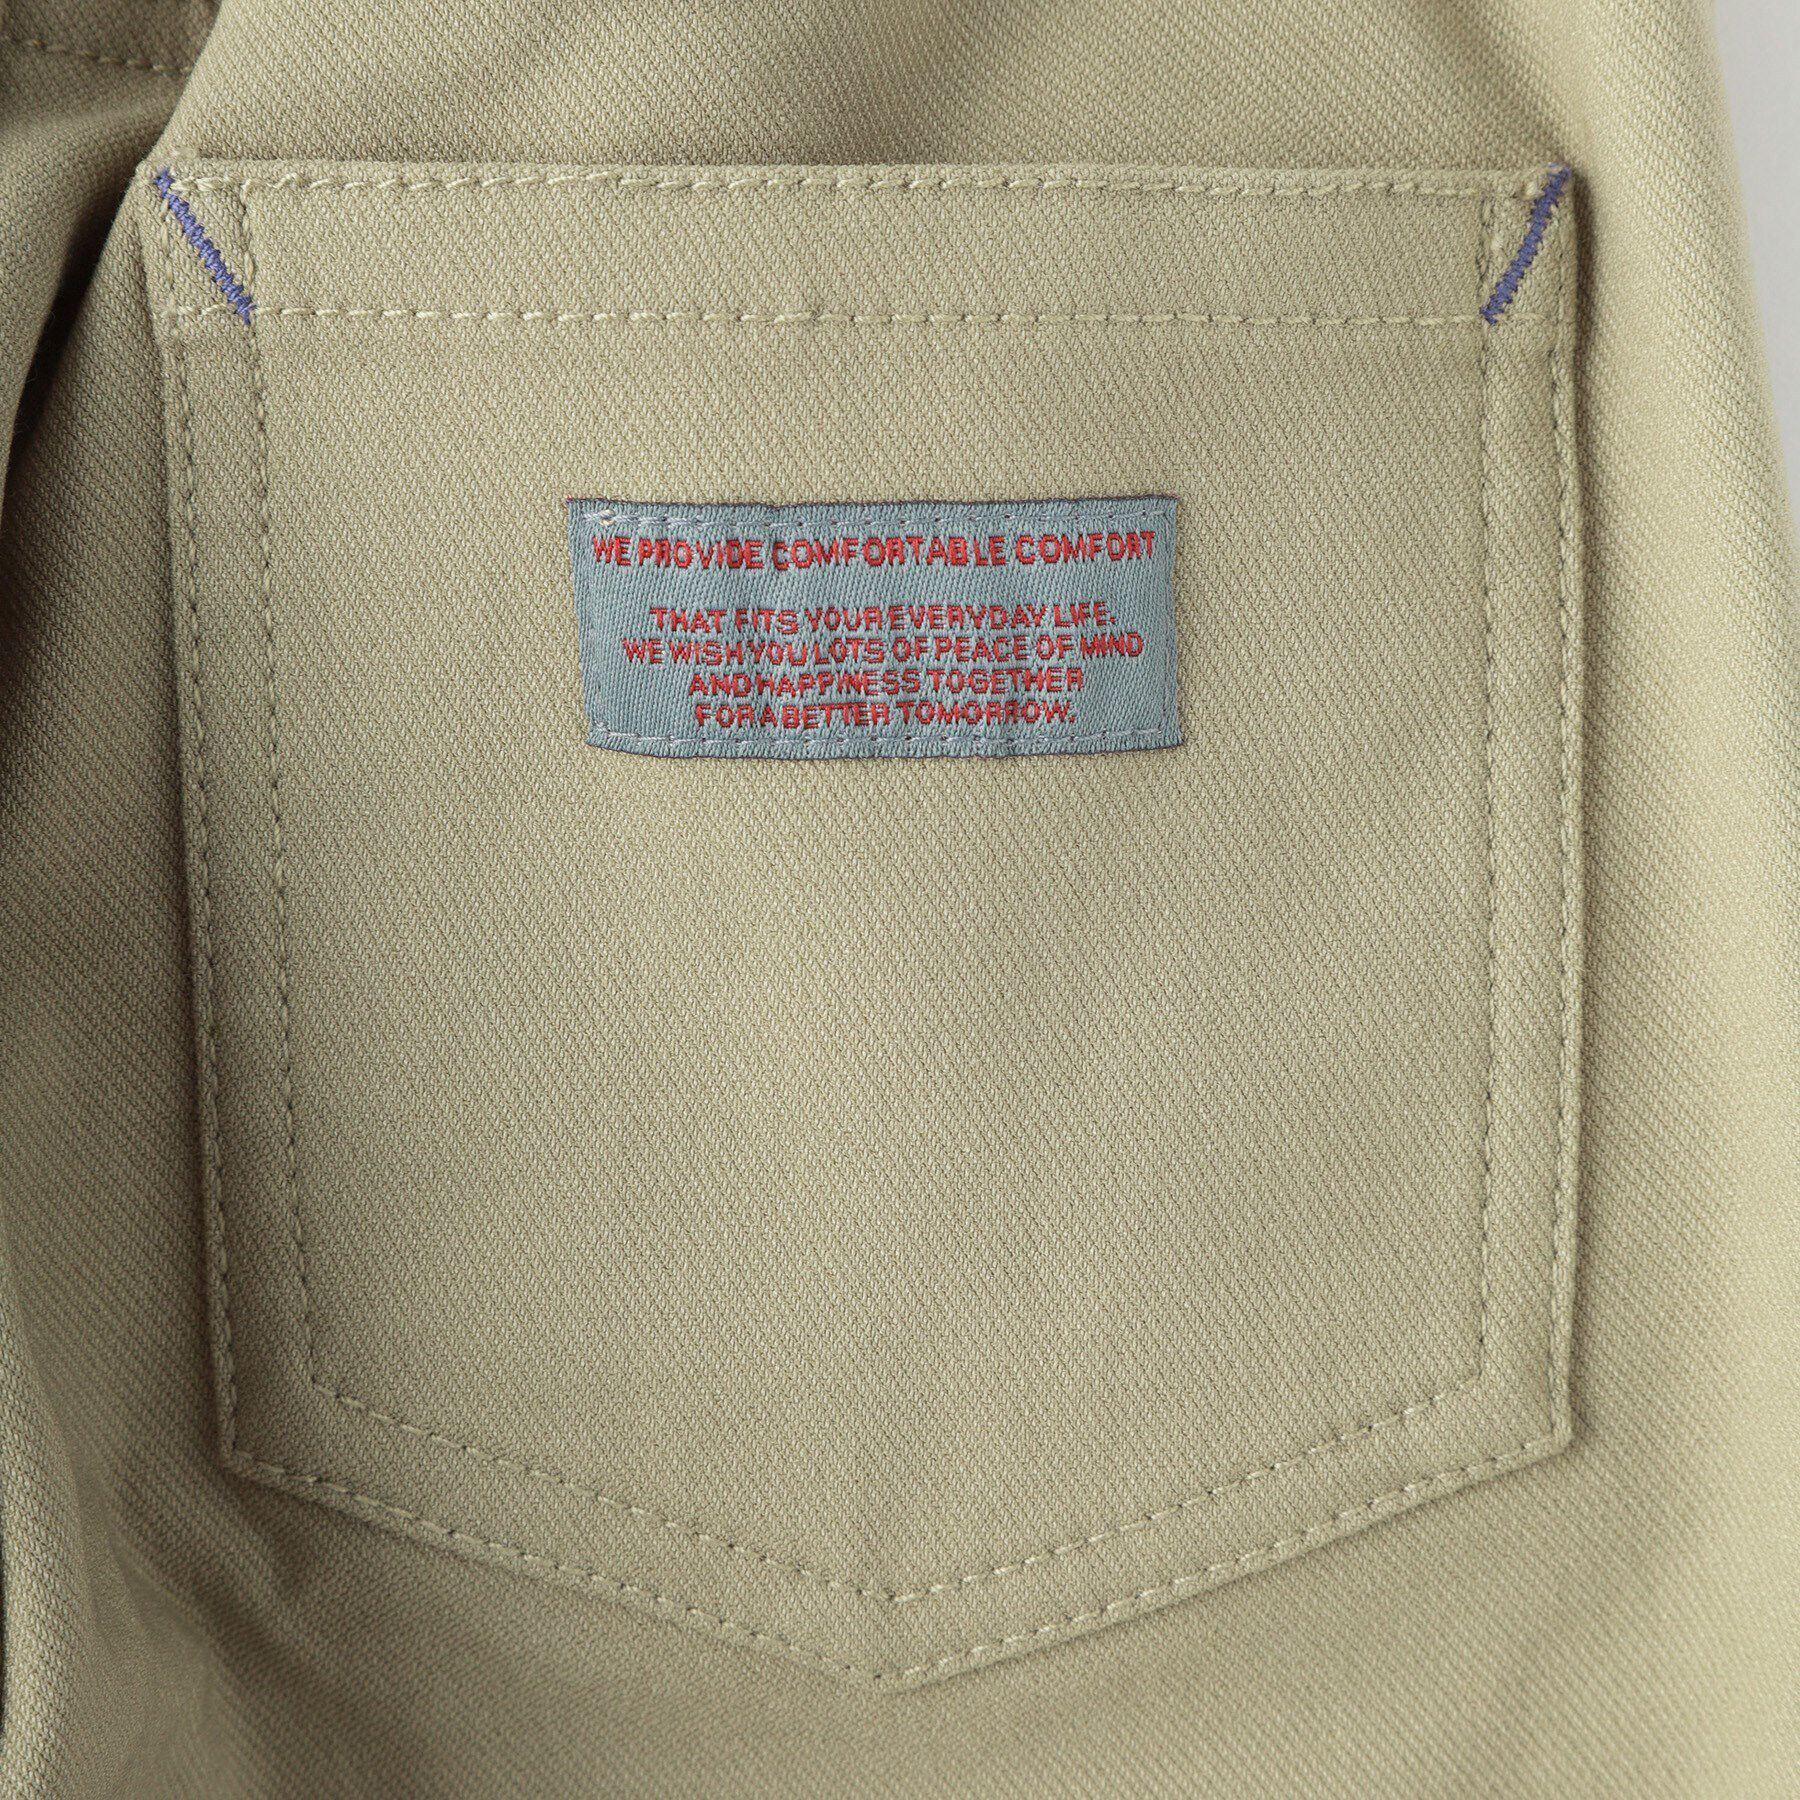 WE PROVIDE COMFORTABLE COMFORT
THAT FITS YOUR EVERYDAY LIFE.
WE WISH YOU LOTS OF PEACE OF MIND
AND HAPPINESS TOGETHER
FOR A BETTER TOMORROW.